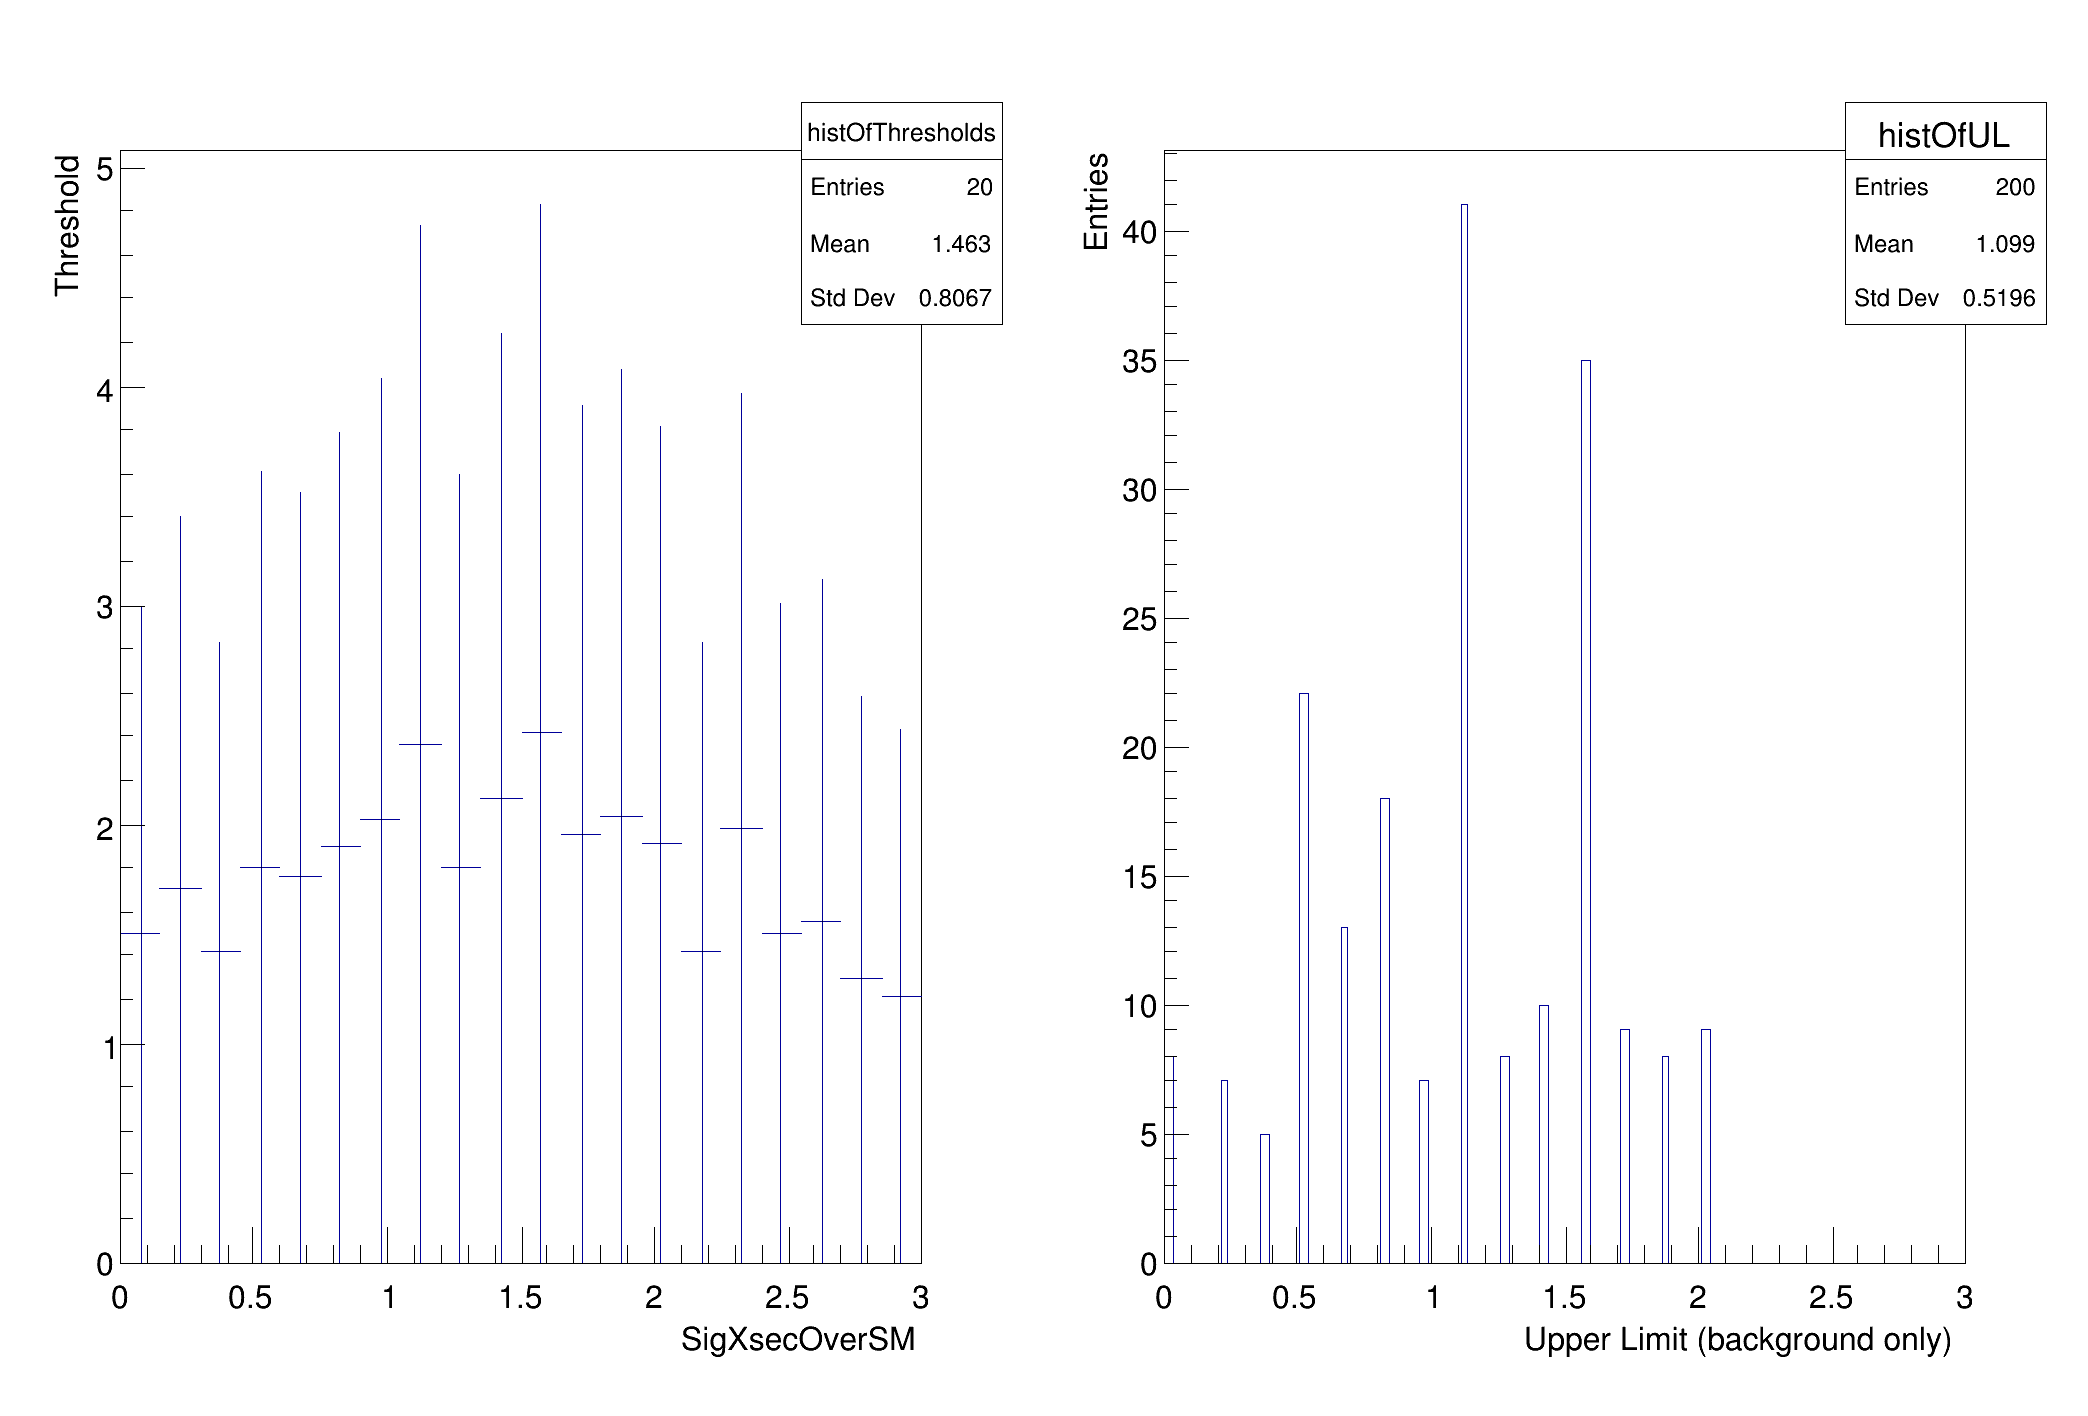 histOfThresholds
Entries 20
Mean 1.463
Std Dev 0.8067
Threshold
5
4
3
2
1
0
0 0.5 1 1.5 2 2.5 3
SigXsecOverSM
histOfUL
Entries 200
Mean 1.099
Std Dev 0.5196
Entries
40
35
30
25
20
15
10
5
0
0 0.5 1 1.5 2 2.5 3
Upper Limit (background only)